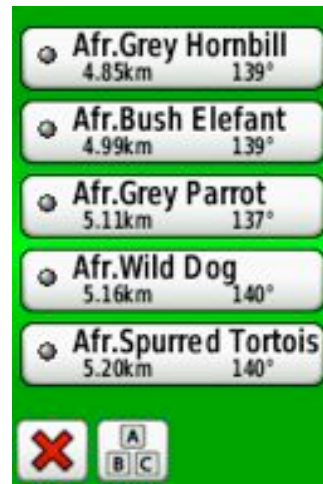 Afr.Grey Hornbill
4.85km 139°
Afr.Bush Elefant
4.99km 139°
Afr.Grey Parrot
5.11km 137°
Afr.Wild Dog
5.16km 140°
Afr.Spurred Tortois
5.20km 140°
A
B C